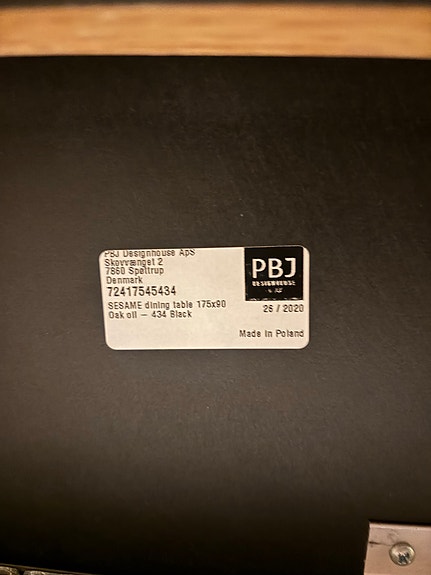 PBJ Designhouse ApS
Skovvænget 2
7860 Spøttrup
Denmark
72417545434
SESAME dining table 175x90
Oak oil – 434 Black
PBJ
DESIGNHOUSE
26 / 2020
Made in Poland